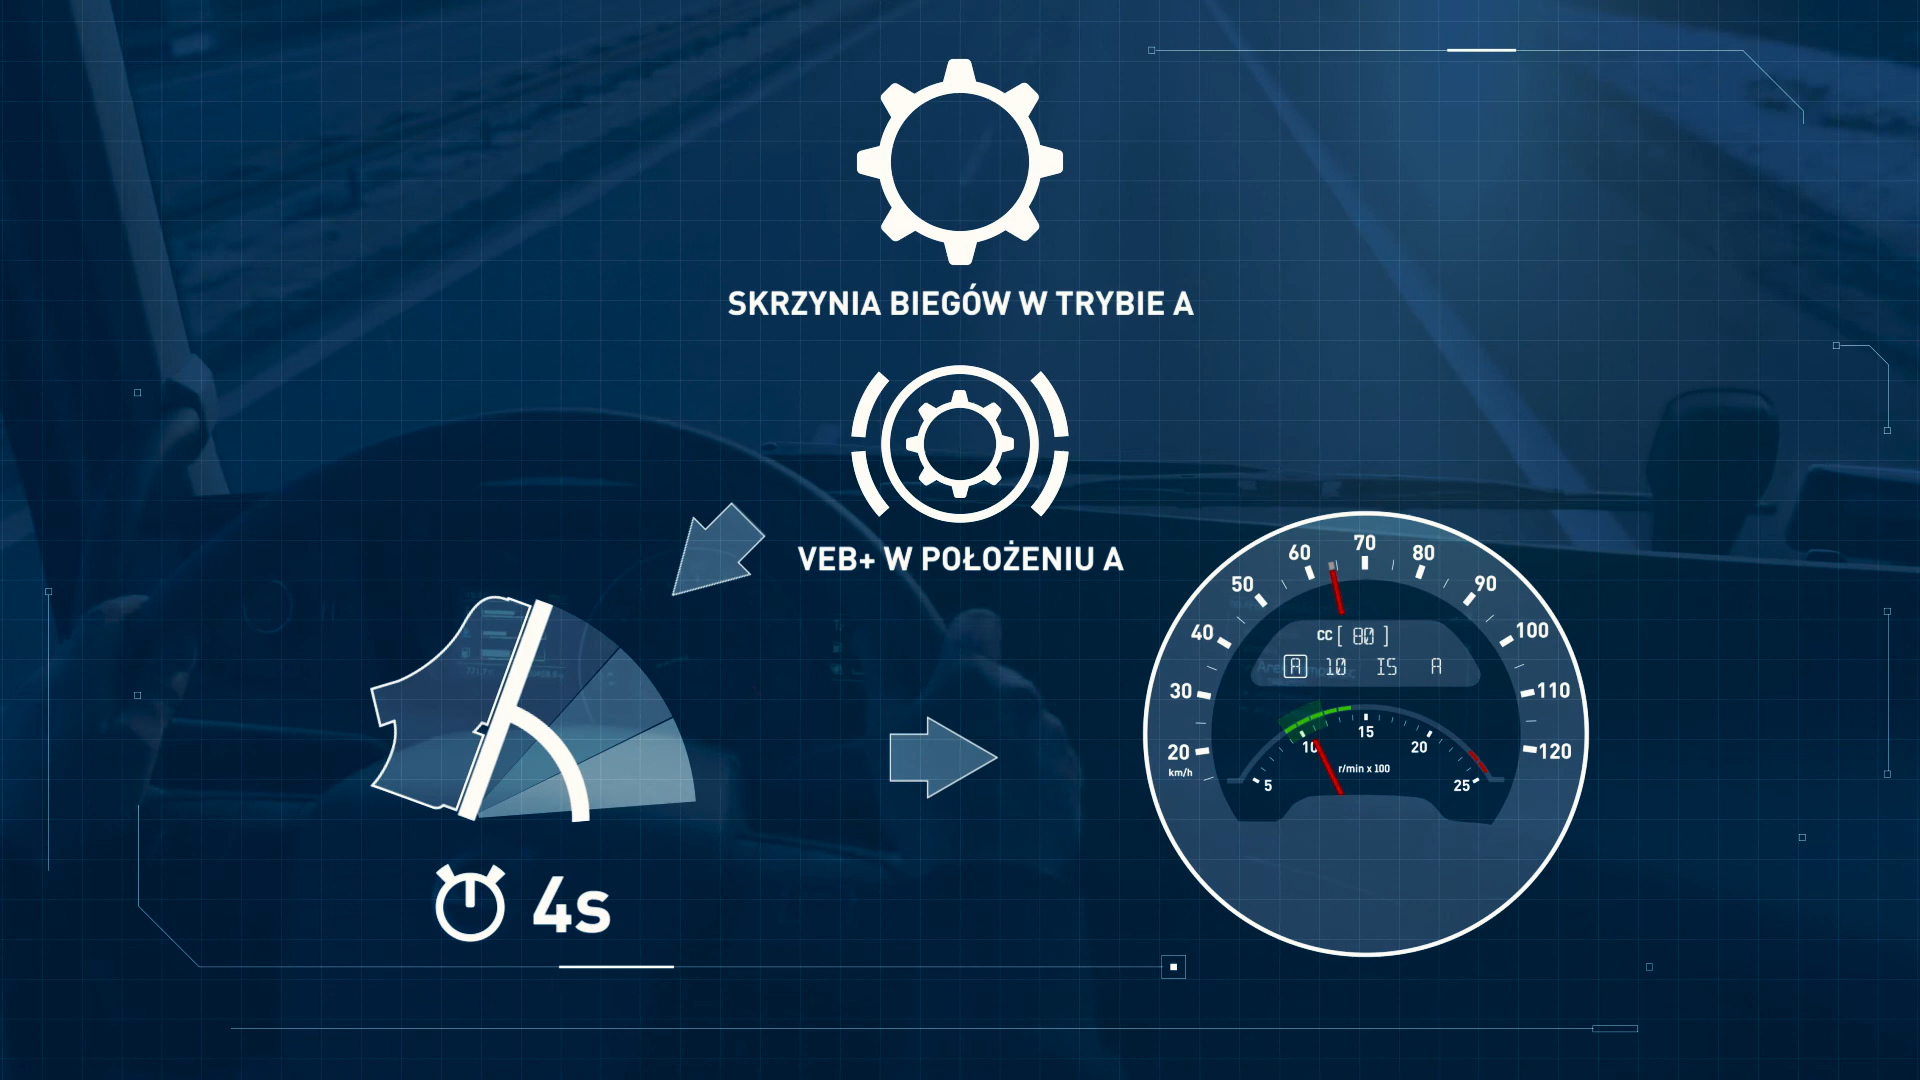 SKRZYNIA BIEGÓW W TRYBIE A
VEB+ W POŁOŻENIU A
4s
20
30
40
50
60
70
80
90
100
110
120
km/h
CC [ 80 ]
A 10 IS A
5
10
15
20
25
r/min x 100